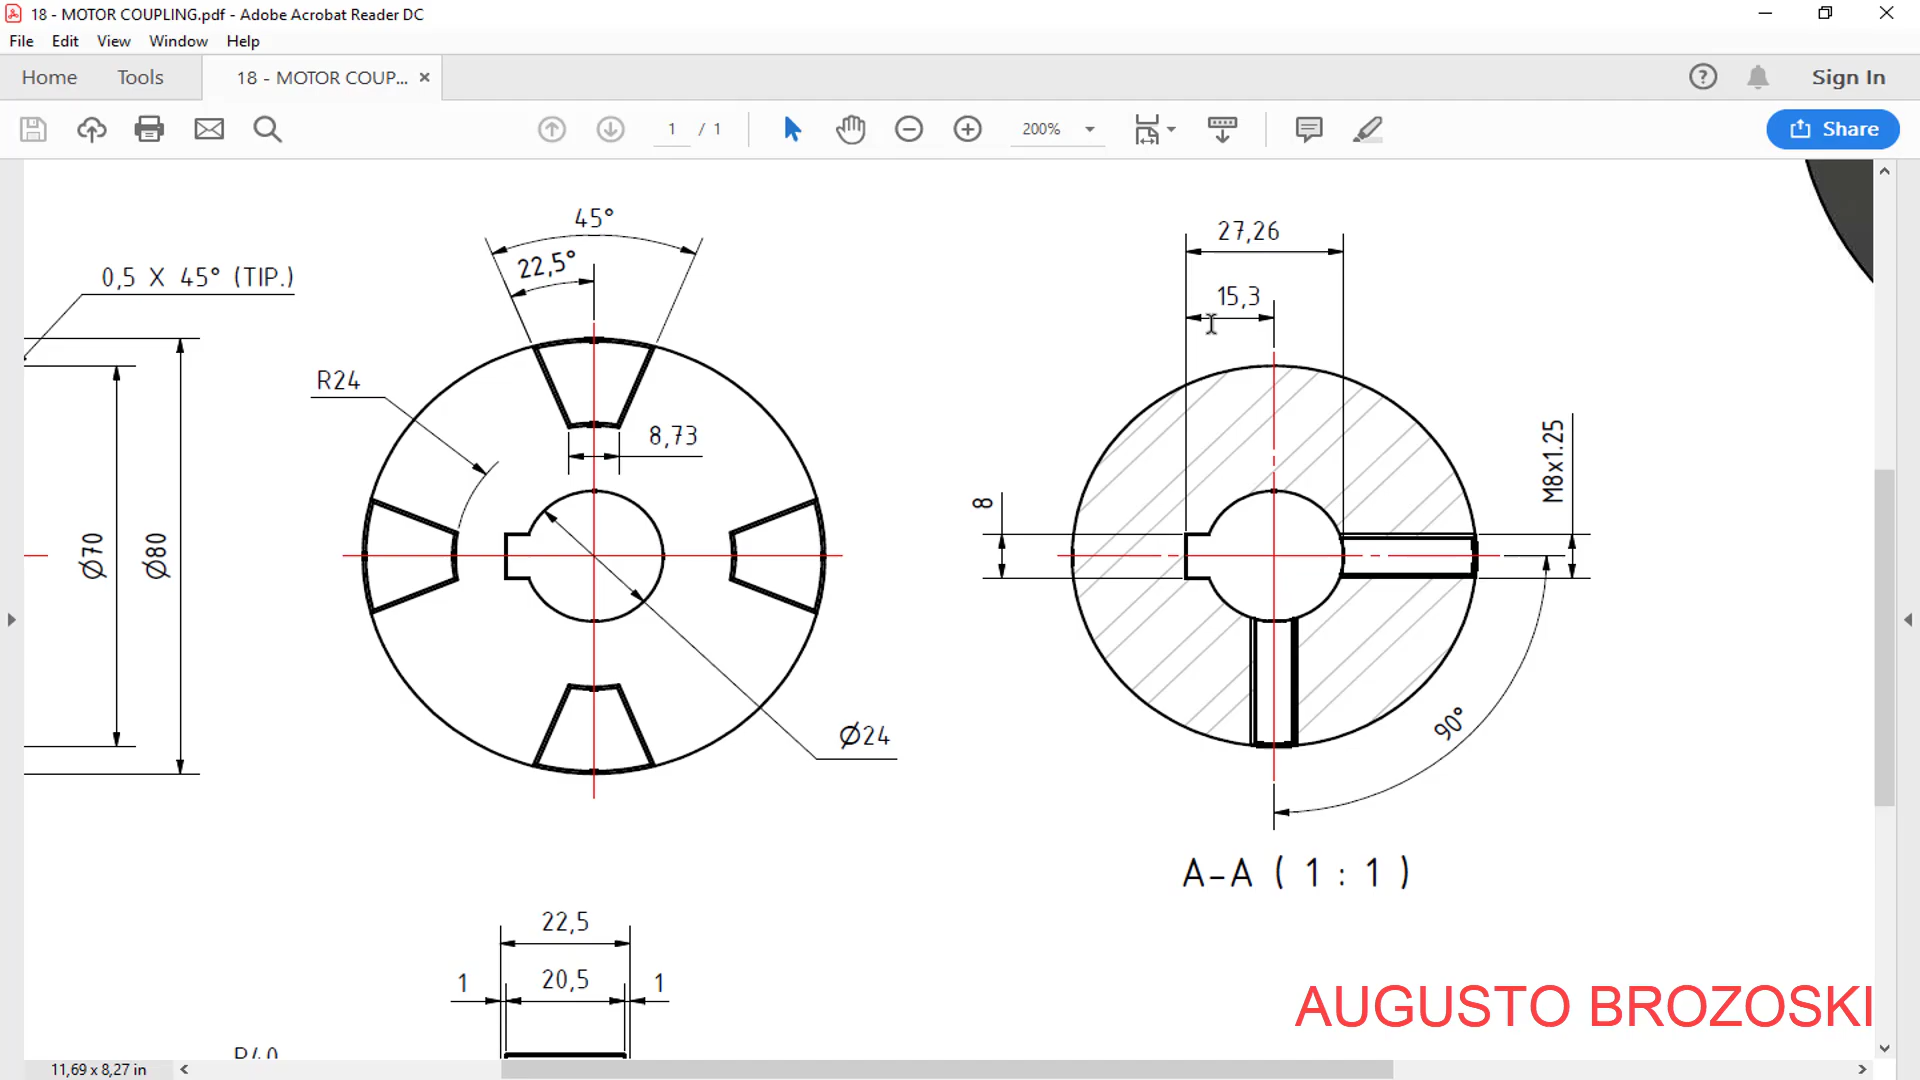 18 - MOTOR COUPLING.pdf - Adobe Acrobat Reader DC
File Edit View Window Help
Home Tools 18 - MOTOR COUP... × Sign In
1 / 1 200% Share
45°
22,5°
0,5 X 45° (TIP.)
R24
8,73
Ø70
Ø80
Ø24
27,26
15,3
8
M8x1.25
90°
A-A ( 1 : 1 )
22,5
1 20,5 1
R40
AUGUSTO BROZOSKI
11,69 x 8,27 in